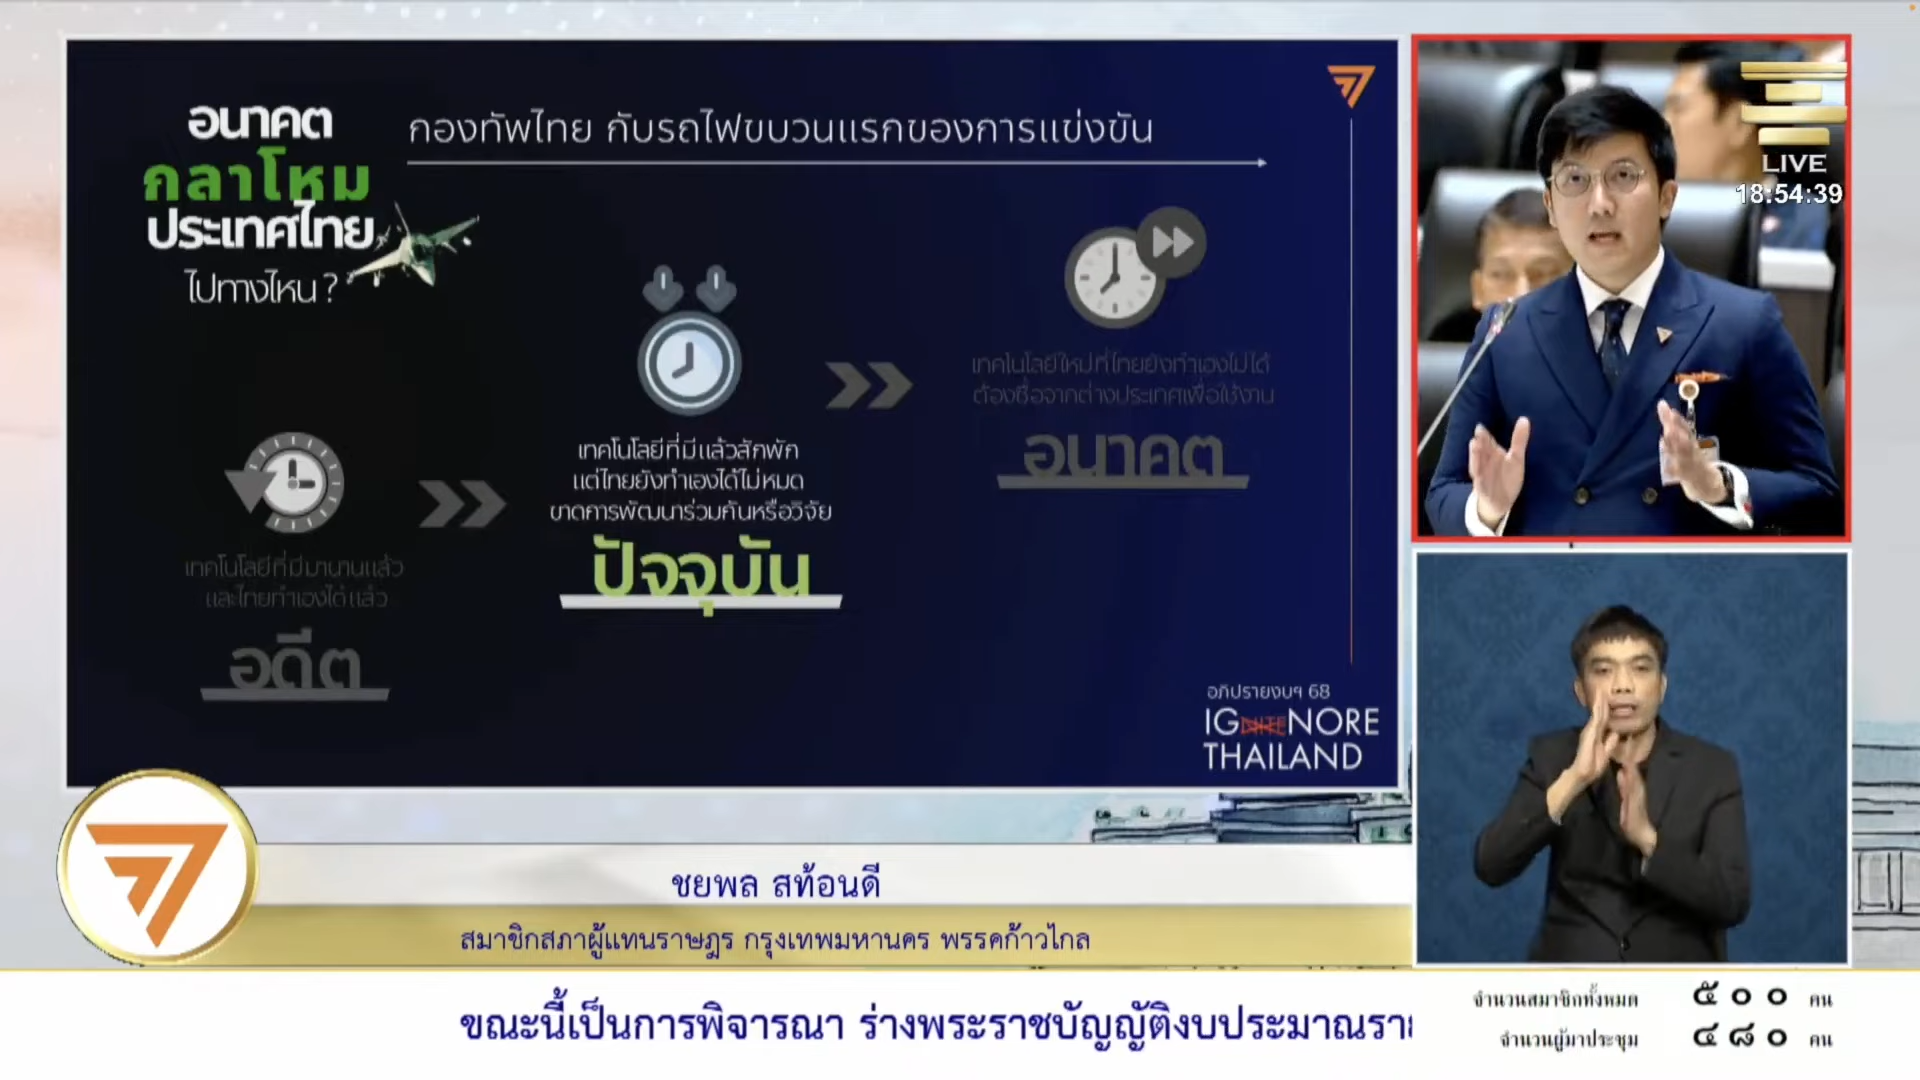 อนาคต
กลาโหม
ประเทศไทย
ไปทางไหน ?
กองทัพไทย กับรถไฟขบวนแรกของการแข่งขัน
เทคโนโลยีที่มีมานานแล้ว
และไทยทำเองได้แล้ว
อดีต
เทคโนโลยีที่มีแล้วสักพัก
แต่ไทยยังทำเองได้ไม่หมด
ขาดการพัฒนาร่วมกันหรือวิจัย
ปัจจุบัน
เทคโนโลยีใหม่ที่ไทยยังทำเองไม่ได้
ต้องซื้อจากต่างประเทศเพื่อใช้งาน
อนาคต
อภิปรายงบฯ 68
IGNITENORE
THAILAND
LIVE
18:54:39
ชยพล สท้อนดี
สมาชิกสภาผู้แทนราษฎร กรุงเทพมหานคร พรรคก้าวไกล
ขณะนี้เป็นการพิจารณา ร่างพระราชบัญญัติงบประมาณราย
จำนวนสมาชิกทั้งหมด ๕๐๐ คน
จำนวนผู้มาประชุม ๔๘๐ คน